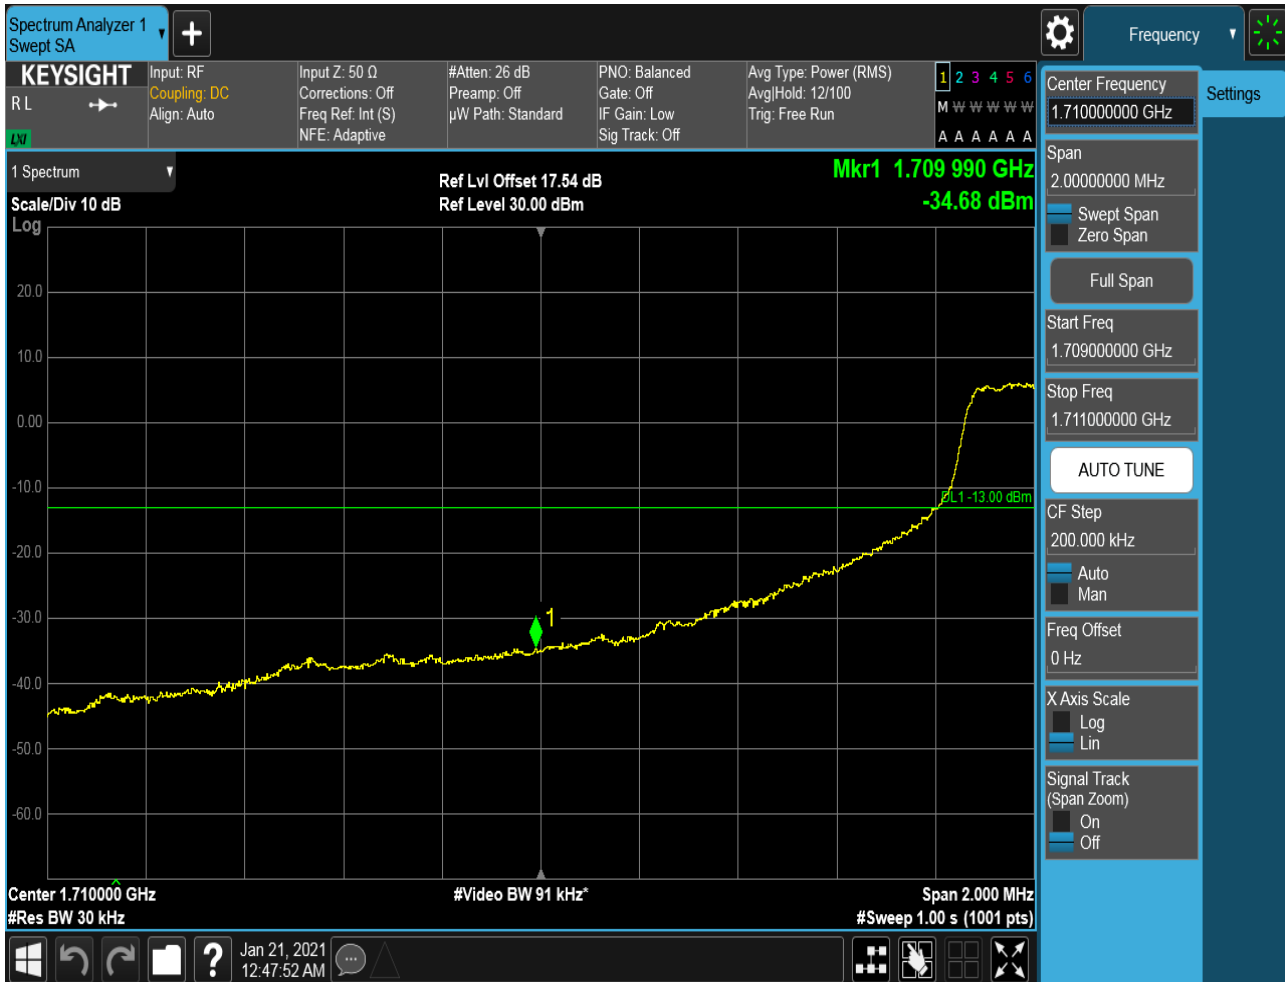 Spectrum Analyzer 1
Swept SA
+
Frequency
KEYSIGHT
R L
LXI
Input: RF
Coupling: DC
Align: Auto
Input Z: 50 Ω
Corrections: Off
Freq Ref: Int (S)
NFE: Adaptive
#Atten: 26 dB
Preamp: Off
µW Path: Standard
PNO: Balanced
Gate: Off
IF Gain: Low
Sig Track: Off
Avg Type: Power (RMS)
Avg|Hold: 12/100
Trig: Free Run
1 2 3 4 5 6
M W W W W W
A A A A A A
1 Spectrum
Scale/Div 10 dB
Log
Ref Lvl Offset 17.54 dB
Ref Level 30.00 dBm
Mkr1 1.709 990 GHz
-34.68 dBm
20.0
10.0
0.00
-10.0
DL1 -13.00 dBm
-20.0
-30.0
1
-40.0
-50.0
-60.0
Center 1.710000 GHz
#Video BW 91 kHz*
Span 2.000 MHz
#Res BW 30 kHz
#Sweep 1.00 s (1001 pts)
Center Frequency
1.710000000 GHz
Settings
Span
2.00000000 MHz
Swept Span
Zero Span
Full Span
Start Freq
1.709000000 GHz
Stop Freq
1.711000000 GHz
AUTO TUNE
CF Step
200.000 kHz
Auto
Man
Freq Offset
0 Hz
X Axis Scale
Log
Lin
Signal Track
(Span Zoom)
On
Off
?
Jan 21, 2021
12:47:52 AM